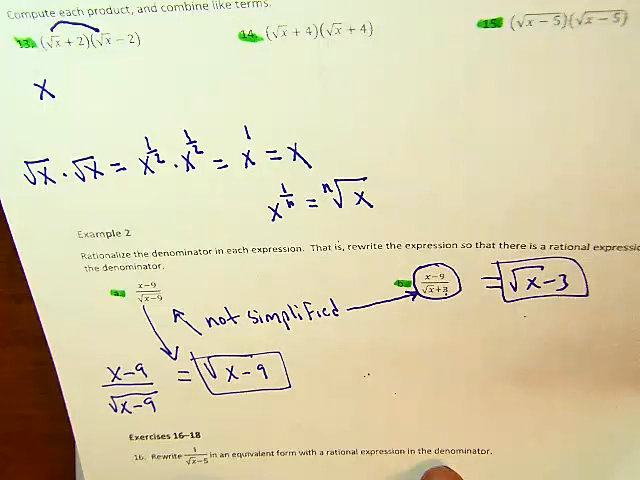 Compute each product, and combine like terms.
13. (√x + 2)(√x − 2) 14. (√x + 4)(√x + 4) 15. (√x − 5)(√x − 5)
x
√x · √x = x^(1/2) · x^(1/2) = x^1 = x
x^(1/n) = ⁿ√x
Example 2
Rationalize the denominator in each expression. That is, rewrite the expression so that there is a rational
the denominator.
a. (x−9)/(√x−9) b. (x−9)/(√x+3) = √x − 3
not simplified
(x−9)/(√x−9) = √x−9
Exercises 16–18
16. Rewrite 1/(√x−5) in an equivalent form with a rational expression in the denominator.